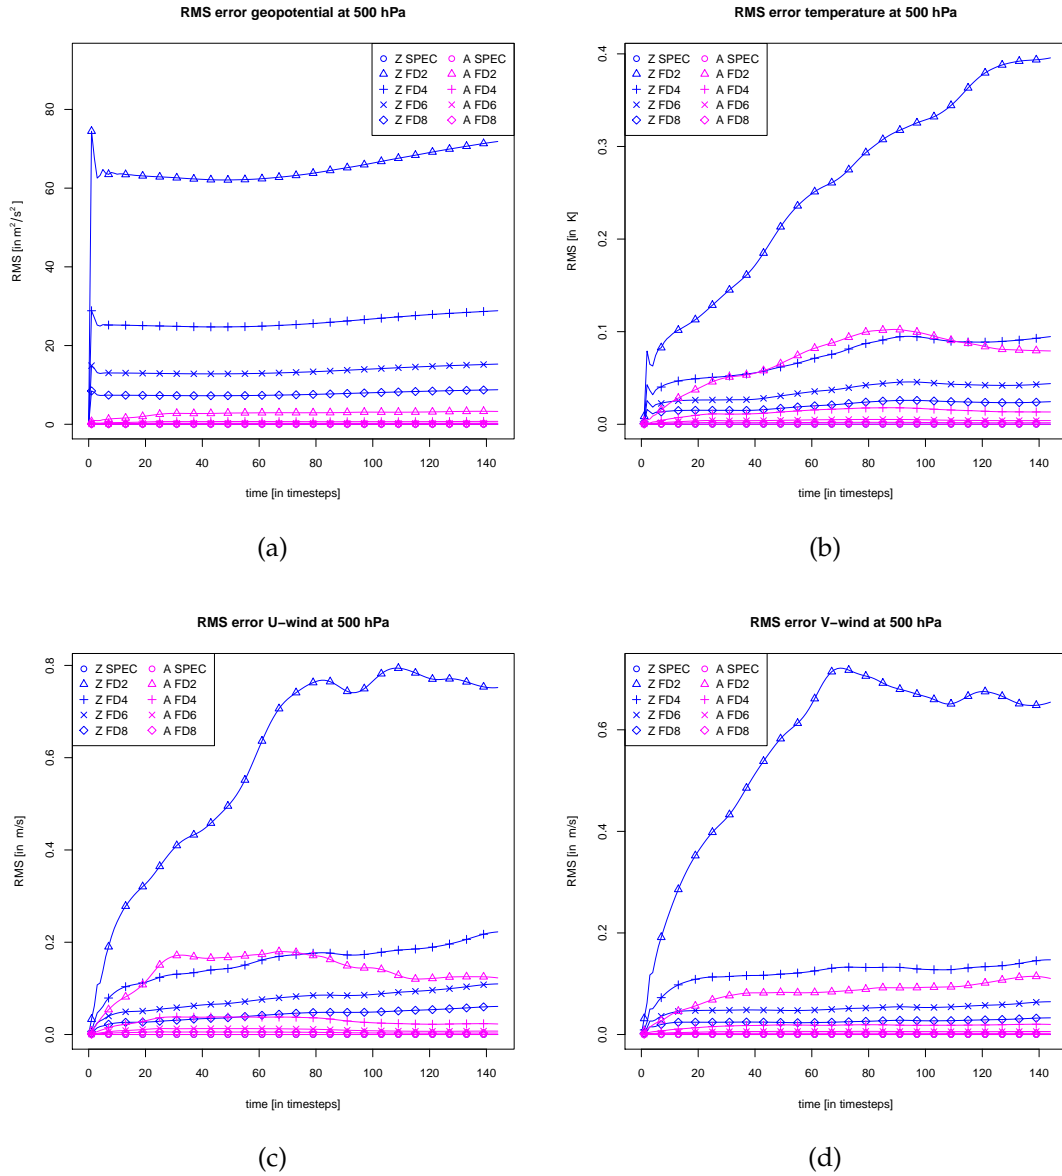 RMS error geopotential at 500 hPa
RMS [in m²/s²]
80
60
40
20
0
Z SPEC A SPEC
Z FD2 A FD2
Z FD4 A FD4
Z FD6 A FD6
Z FD8 A FD8
0 20 40 60 80 100 120 140
time [in timesteps]
(a)
RMS error temperature at 500 hPa
RMS [in K]
0.4
0.3
0.2
0.1
0.0
Z SPEC A SPEC
Z FD2 A FD2
Z FD4 A FD4
Z FD6 A FD6
Z FD8 A FD8
0 20 40 60 80 100 120 140
time [in timesteps]
(b)
RMS error U−wind at 500 hPa
RMS [in m/s]
0.8
0.6
0.4
0.2
0.0
Z SPEC A SPEC
Z FD2 A FD2
Z FD4 A FD4
Z FD6 A FD6
Z FD8 A FD8
0 20 40 60 80 100 120 140
time [in timesteps]
(c)
RMS error V−wind at 500 hPa
RMS [in m/s]
0.6
0.4
0.2
0.0
Z SPEC A SPEC
Z FD2 A FD2
Z FD4 A FD4
Z FD6 A FD6
Z FD8 A FD8
0 20 40 60 80 100 120 140
time [in timesteps]
(d)